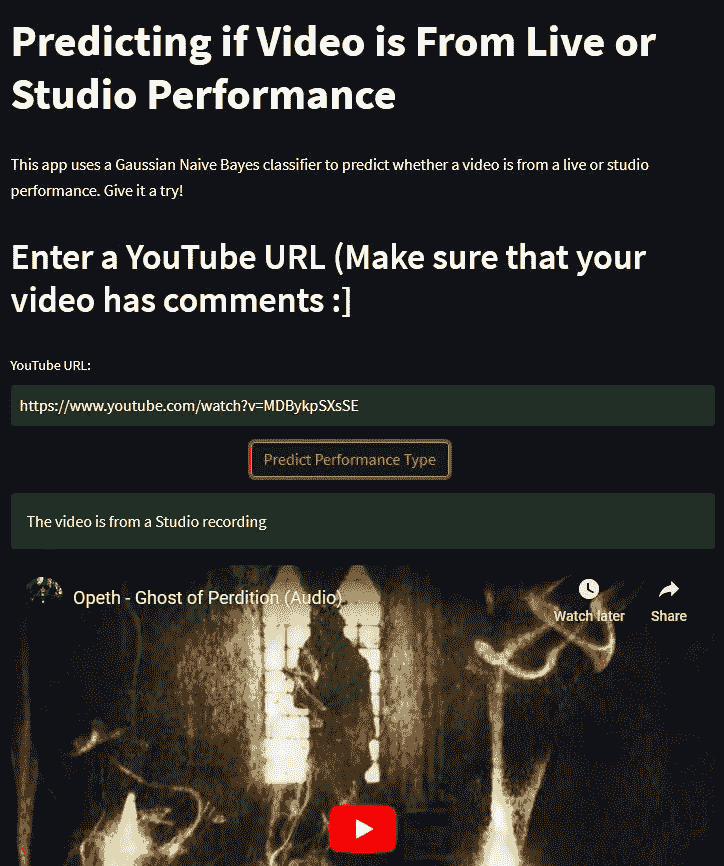 Predicting if Video is From Live or
Studio Performance
This app uses a Gaussian Naive Bayes classifier to predict whether a video is from a live or studio
performance. Give it a try!
Enter a YouTube URL (Make sure that your
video has comments :]
YouTube URL:
https://www.youtube.com/watch?v=MDBykpSXsSE
Predict Performance Type
The video is from a Studio recording
Opeth - Ghost of Perdition (Audio)
Watch later
Share